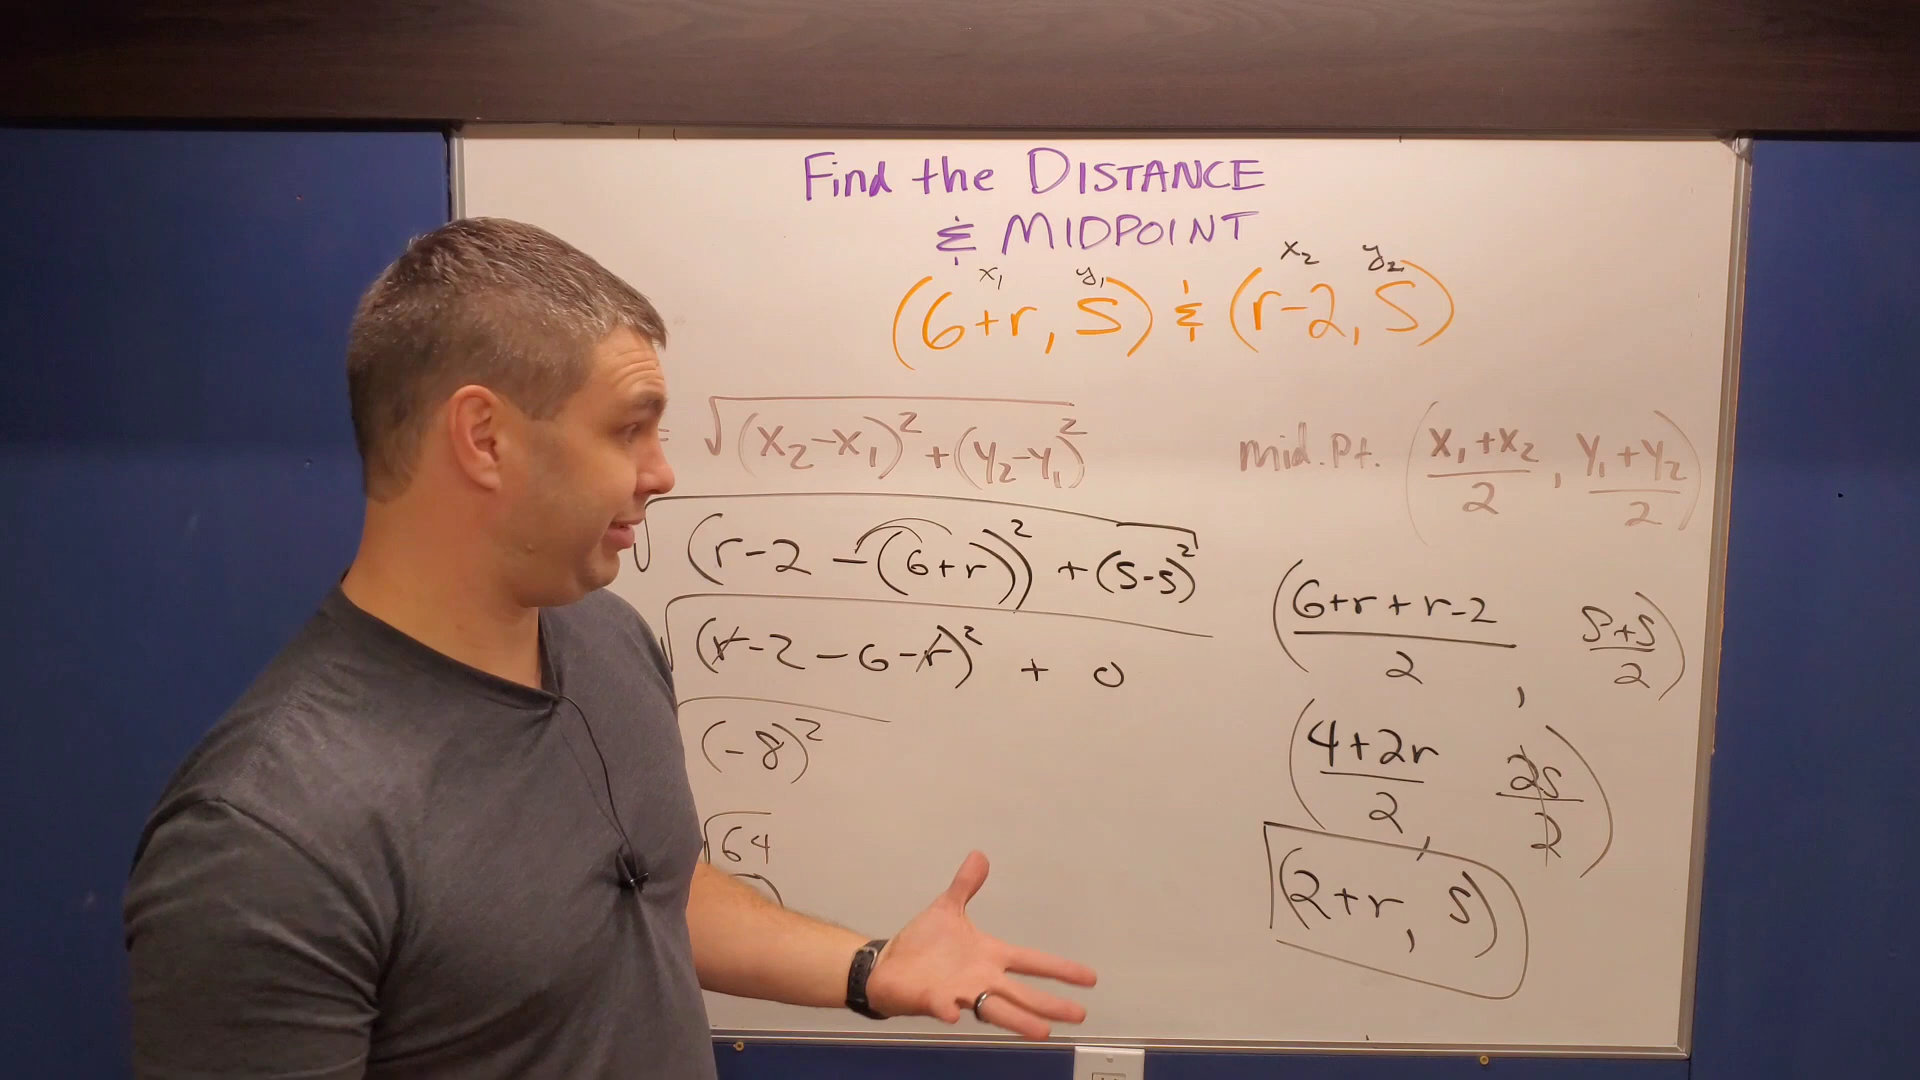 Find the DISTANCE
& MIDPOINT
x₁ y₁ x₂ y₂
(6+r, S) & (r-2, S)
= √(x₂-x₁)² + (y₂-y₁)²
√(r-2 -(6+r))² + (s-s)²
√(r-2-6-r)² + 0
(-8)²
√64
mid.Pt. (x₁+x₂/2, y₁+y₂/2)
(6+r+r-2/2, S+S/2)
(4+2r/2, 2s/2)
(2+r, S)